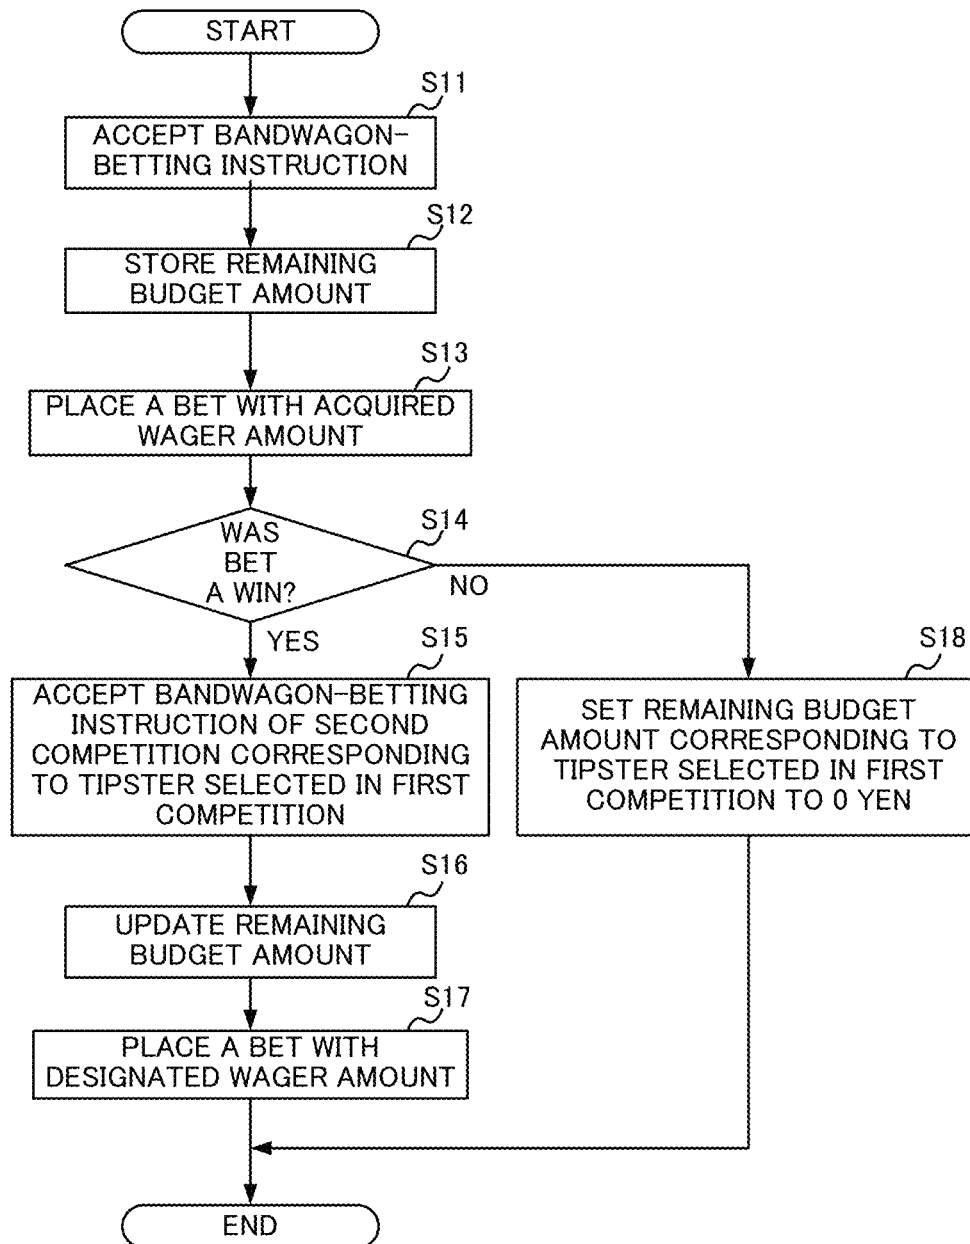 START
S11
ACCEPT BANDWAGON-
BETTING INSTRUCTION
S12
STORE REMAINING
BUDGET AMOUNT
S13
PLACE A BET WITH ACQUIRED
WAGER AMOUNT
S14
WAS
BET
A WIN?
NO
YES
S15
ACCEPT BANDWAGON-BETTING
INSTRUCTION OF SECOND
COMPETITION CORRESPONDING
TO TIPSTER SELECTED IN FIRST
COMPETITION
S18
SET REMAINING BUDGET
AMOUNT CORRESPONDING TO
TIPSTER SELECTED IN FIRST
COMPETITION TO 0 YEN
S16
UPDATE REMAINING
BUDGET AMOUNT
S17
PLACE A BET WITH
DESIGNATED WAGER AMOUNT
END